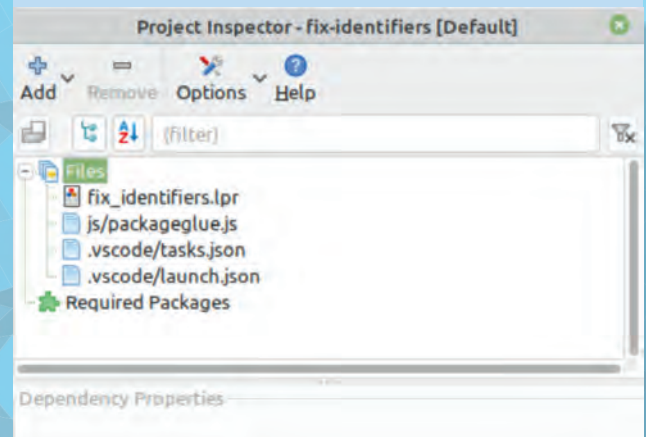 Project Inspector - fix-identifiers [Default]
Add Remove Options Help
(filter)
Files
fix_identifiers.lpr
js/packageglue.js
.vscode/tasks.json
.vscode/launch.json
Required Packages
Dependency Properties